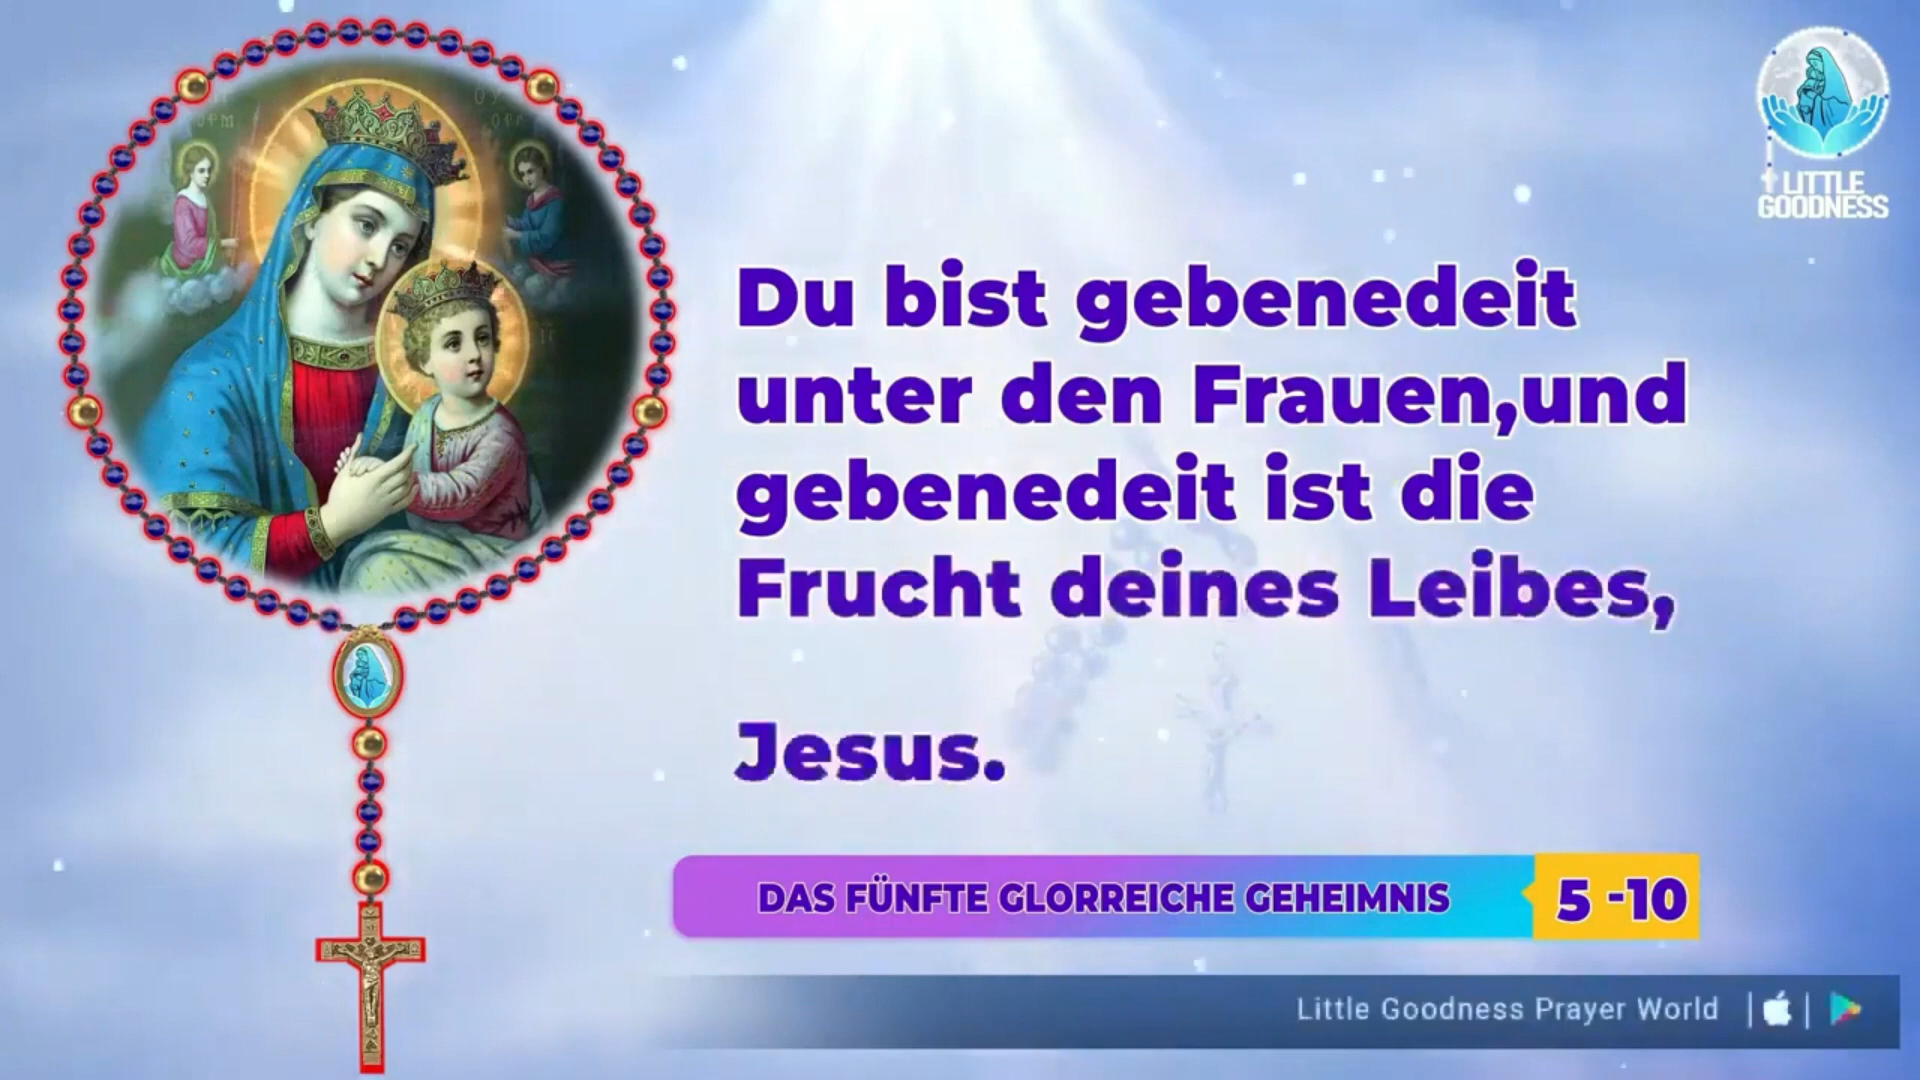 LITTLE
GOODNESS
Du bist gebenedeit
unter den Frauen,und
gebenedeit ist die
Frucht deines Leibes,
Jesus.
DAS FÜNFTE GLORREICHE GEHEIMNIS
5 -10
Little Goodness Prayer World